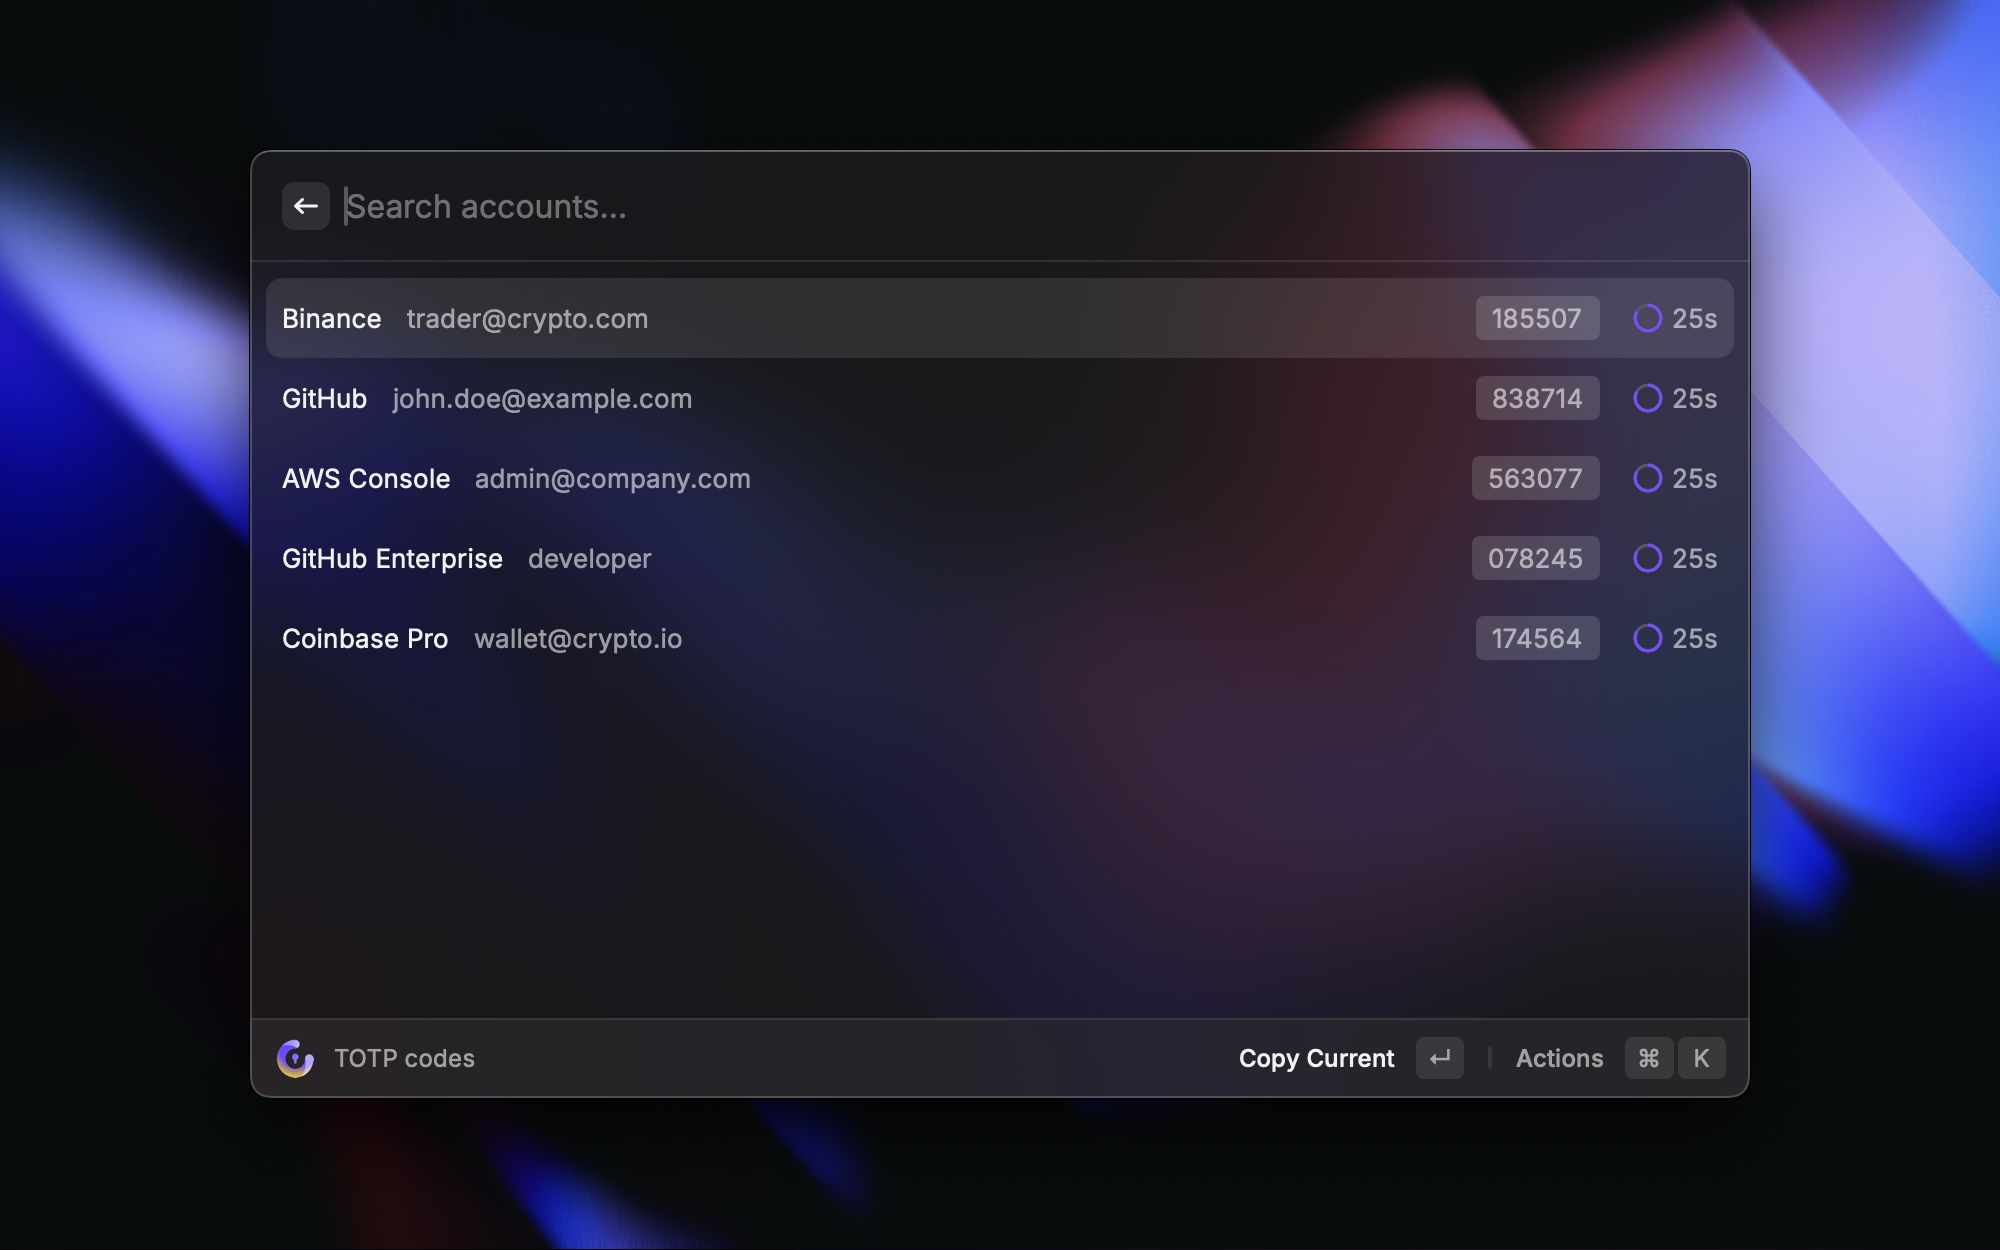 Search accounts...
Binance trader@crypto.com 185507 25s
GitHub john.doe@example.com 838714 25s
AWS Console admin@company.com 563077 25s
GitHub Enterprise developer 078245 25s
Coinbase Pro wallet@crypto.io 174564 25s
TOTP codes Copy Current ↵ | Actions ⌘ K